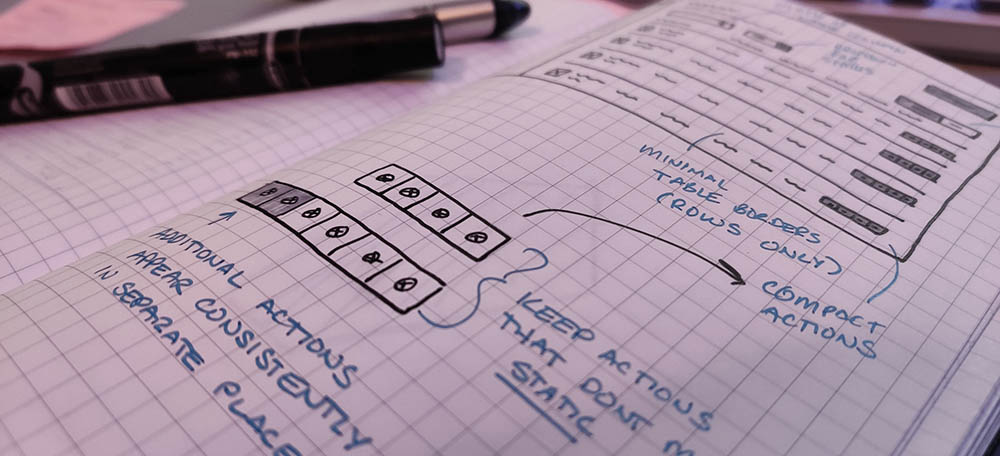 MINIMAL
TABLE BORDERS
(ROWS ONLY)
COMPACT
ACTIONS
ADDITIONAL ACTIONS
APPEAR CONSISTENTLY
IN SEPARATE PLACE
KEEP ACTIONS
THAT DONT M
STATIC